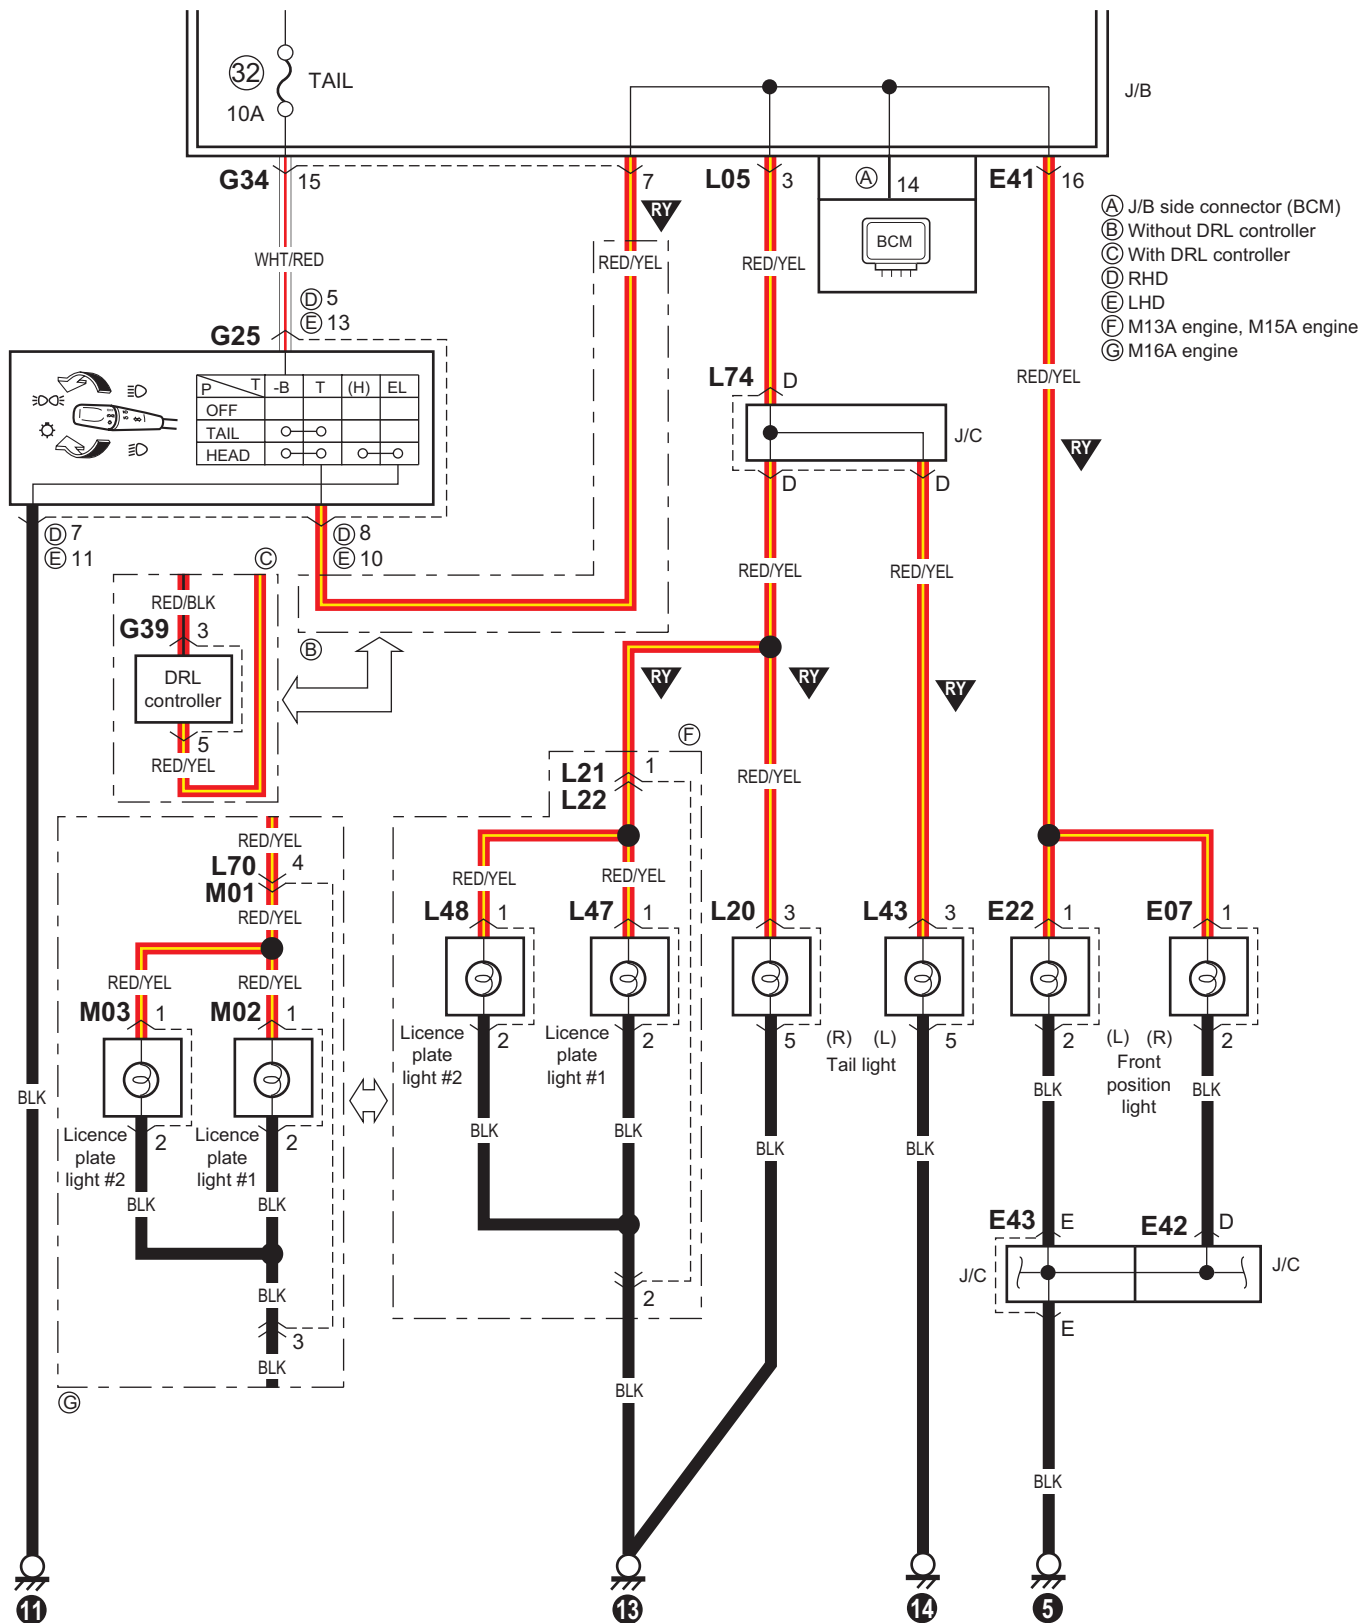 32
TAIL
10A
J/B
G34 15
7
L05 3
A 14
E41 16
RY
BCM
A J/B side connector (BCM)
B Without DRL controller
C With DRL controller
D RHD
E LHD
F M13A engine, M15A engine
G M16A engine
WHT/RED
RED/YEL
RED/YEL
RED/YEL
D 5
E 13
G25
P T -B T (H) EL
OFF
TAIL
HEAD
L74 D
J/C
D
D
RY
D 7
E 11
D 8
E 10
C
RED/YEL
RED/YEL
RED/BLK
G39 3
DRL
controller
5
RED/YEL
B
RY
RY
RY
F
L21 1
L22
RED/YEL
RED/YEL
L70 4
M01
RED/YEL
RED/YEL
RED/YEL
L48 1
L47 1
L20 3
L43 3
E22 1
E07 1
RED/YEL
RED/YEL
M03 1
M02 1
Licence
plate
light #2
2
Licence
plate
light #1
2
5
(R) (L)
Tail light
5
2
(L) (R)
Front
position
light
2
BLK
BLK
BLK
Licence
plate
light #2
2
Licence
plate
light #1
2
BLK
BLK
BLK
BLK
BLK
BLK
E43 E
E42 D
J/C
J/C
E
BLK
3
2
BLK
G
BLK
BLK
11
13
14
5